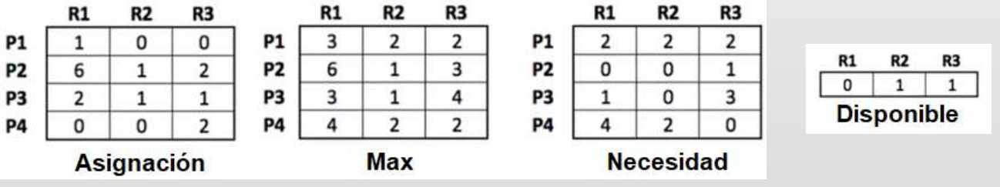 R1 R2 R3
P1 1 0 0
P2 6 1 2
P3 2 1 1
P4 0 0 2
Asignación
R1 R2 R3
P1 3 2 2
P2 6 1 3
P3 3 1 4
P4 4 2 2
Max
R1 R2 R3
P1 2 2 2
P2 0 0 1
P3 1 0 3
P4 4 2 0
Necesidad
R1 R2 R3
0 1 1
Disponible